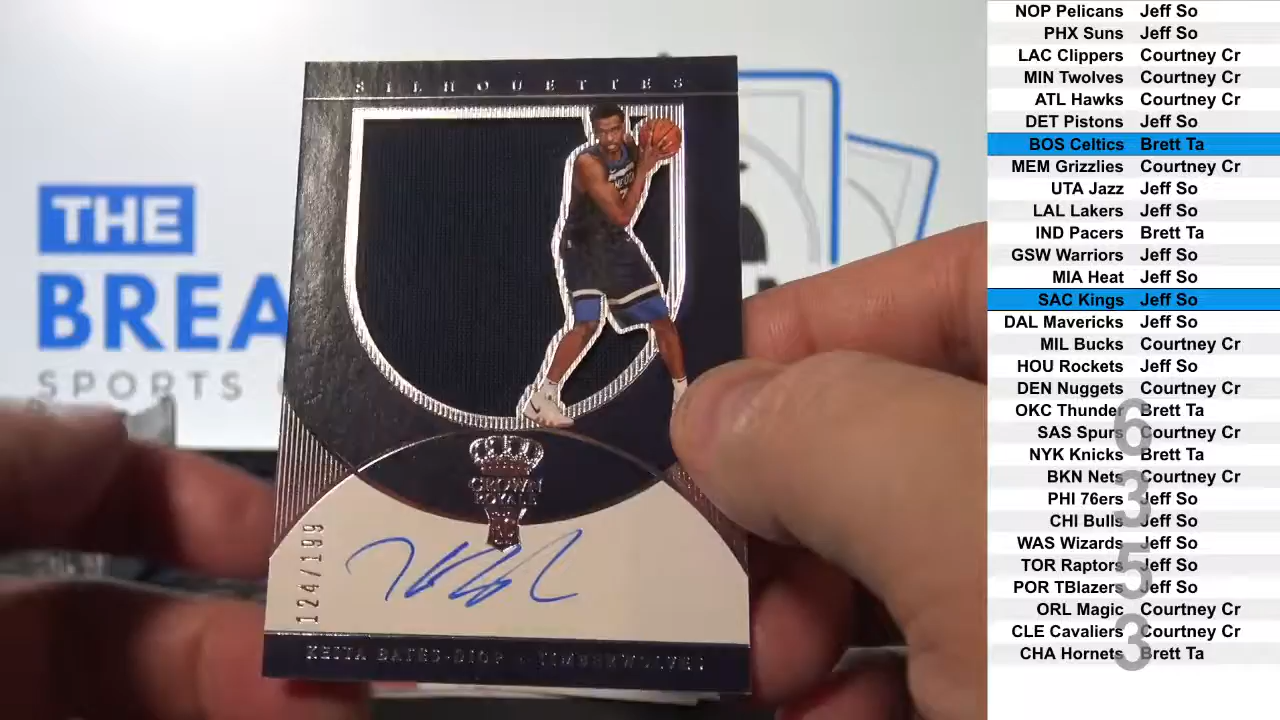 SILHOUETTES
THE
BREA
SPORTS
CROWN
ROYALE
124/199
KEITA BATES-DIOP - TIMBERWOLVES
NOP Pelicans Jeff So
PHX Suns Jeff So
LAC Clippers Courtney Cr
MIN Twolves Courtney Cr
ATL Hawks Courtney Cr
DET Pistons Jeff So
BOS Celtics Brett Ta
MEM Grizzlies Courtney Cr
UTA Jazz Jeff So
LAL Lakers Jeff So
IND Pacers Brett Ta
GSW Warriors Jeff So
MIA Heat Jeff So
SAC Kings Jeff So
DAL Mavericks Jeff So
MIL Bucks Courtney Cr
HOU Rockets Jeff So
DEN Nuggets Courtney Cr
OKC Thunder Brett Ta
SAS Spurs Courtney Cr
NYK Knicks Brett Ta
BKN Nets Courtney Cr
PHI 76ers Jeff So
CHI Bulls Jeff So
WAS Wizards Jeff So
TOR Raptors Jeff So
POR TBlazers Jeff So
ORL Magic Courtney Cr
CLE Cavaliers Courtney Cr
CHA Hornets Brett Ta
6
3
5
3